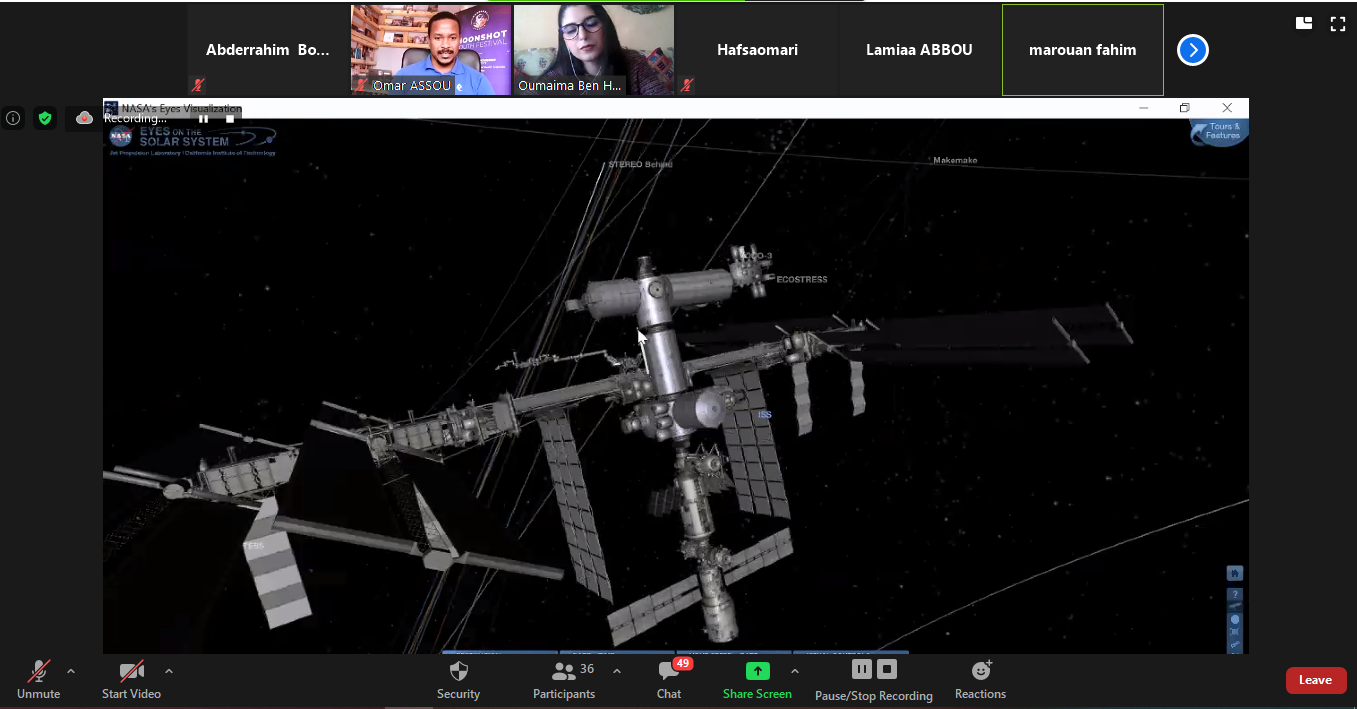 Abderrahim Bo...
Omar ASSOU
MOONSHOT
YOUTH FESTIVAL
Oumaima Ben H...
Hafsaomari
Lamiaa ABBOU
marouan fahim
NASA's Eyes Visualization
Recording...
NASA
EYES ON THE
SOLAR SYSTEM
Jet Propulsion Laboratory | California Institute of Technology
Tours &
Features
STEREO Behind
Makemake
OCO-3
ECOSTRESS
ISS
?
Unmute
Start Video
Security
36
Participants
49
Chat
Share Screen
Pause/Stop Recording
Reactions
Leave